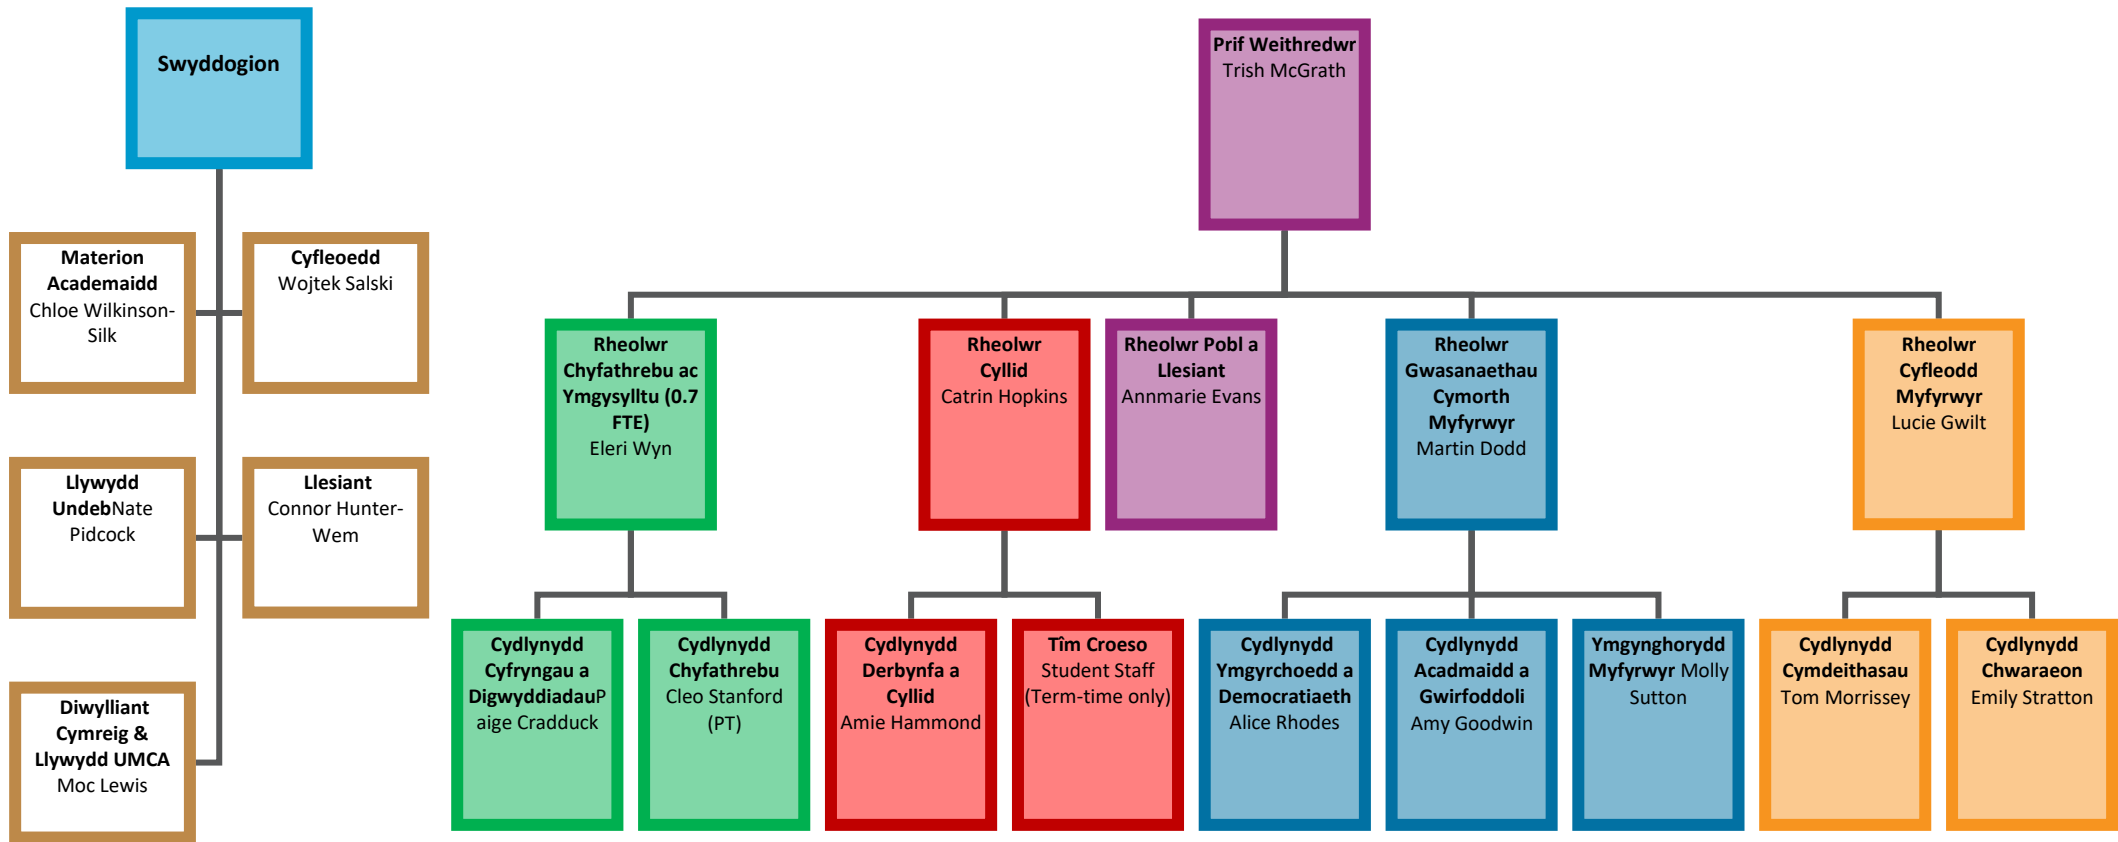 Swyddogion
Materion
Academaidd
Chloe Wilkinson-
Silk
Cyfleoedd
Wojtek Salski
Llywydd
UndebNate
Pidcock
Llesiant
Connor Hunter-
Wem
Diwylliant
Cymreig &
Llywydd UMCA
Moc Lewis
Prif Weithredwr
Trish McGrath
Rheolwr
Chyfathrebu ac
Ymgysylltu (0.7
FTE)
Eleri Wyn
Rheolwr
Cyllid
Catrin Hopkins
Rheolwr Pobl a
Llesiant
Annmarie Evans
Rheolwr
Gwasanaethau
Cymorth
Myfyrwyr
Martin Dodd
Rheolwr
Cyfleodd
Myfyrwyr
Lucie Gwilt
Cydlynydd
Cyfryngau a
DigwyddiadauP
aige Cradduck
Cydlynydd
Chyfathrebu
Cleo Stanford
(PT)
Cydlynydd
Derbynfa a
Cyllid
Amie Hammond
Tîm Croeso
Student Staff
(Term-time only)
Cydlynydd
Ymgyrchoedd a
Democratiaeth
Alice Rhodes
Cydlynydd
Acadmaidd a
Gwirfoddoli
Amy Goodwin
Ymgynghorydd
Myfyrwyr Molly
Sutton
Cydlynydd
Cymdeithasau
Tom Morrissey
Cydlynydd
Chwaraeon
Emily Stratton